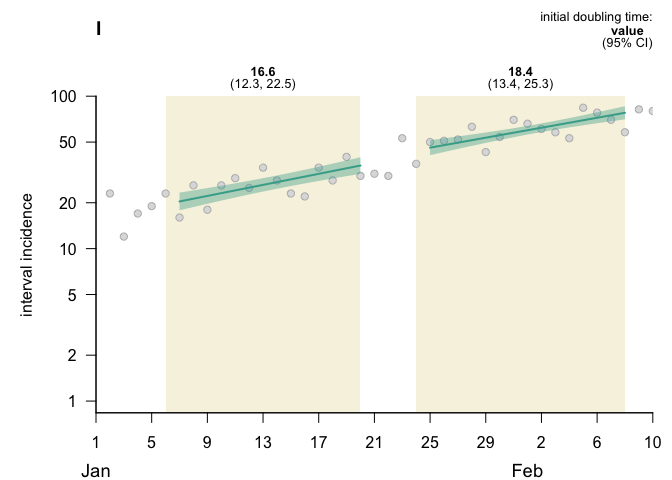 I
initial doubling time:
value
(95% CI)
16.6
(12.3, 22.5)
18.4
(13.4, 25.3)
100
50
20
10
5
2
1
interval incidence
1 5 9 13 17 21 25 29 2 6 10
Jan Feb